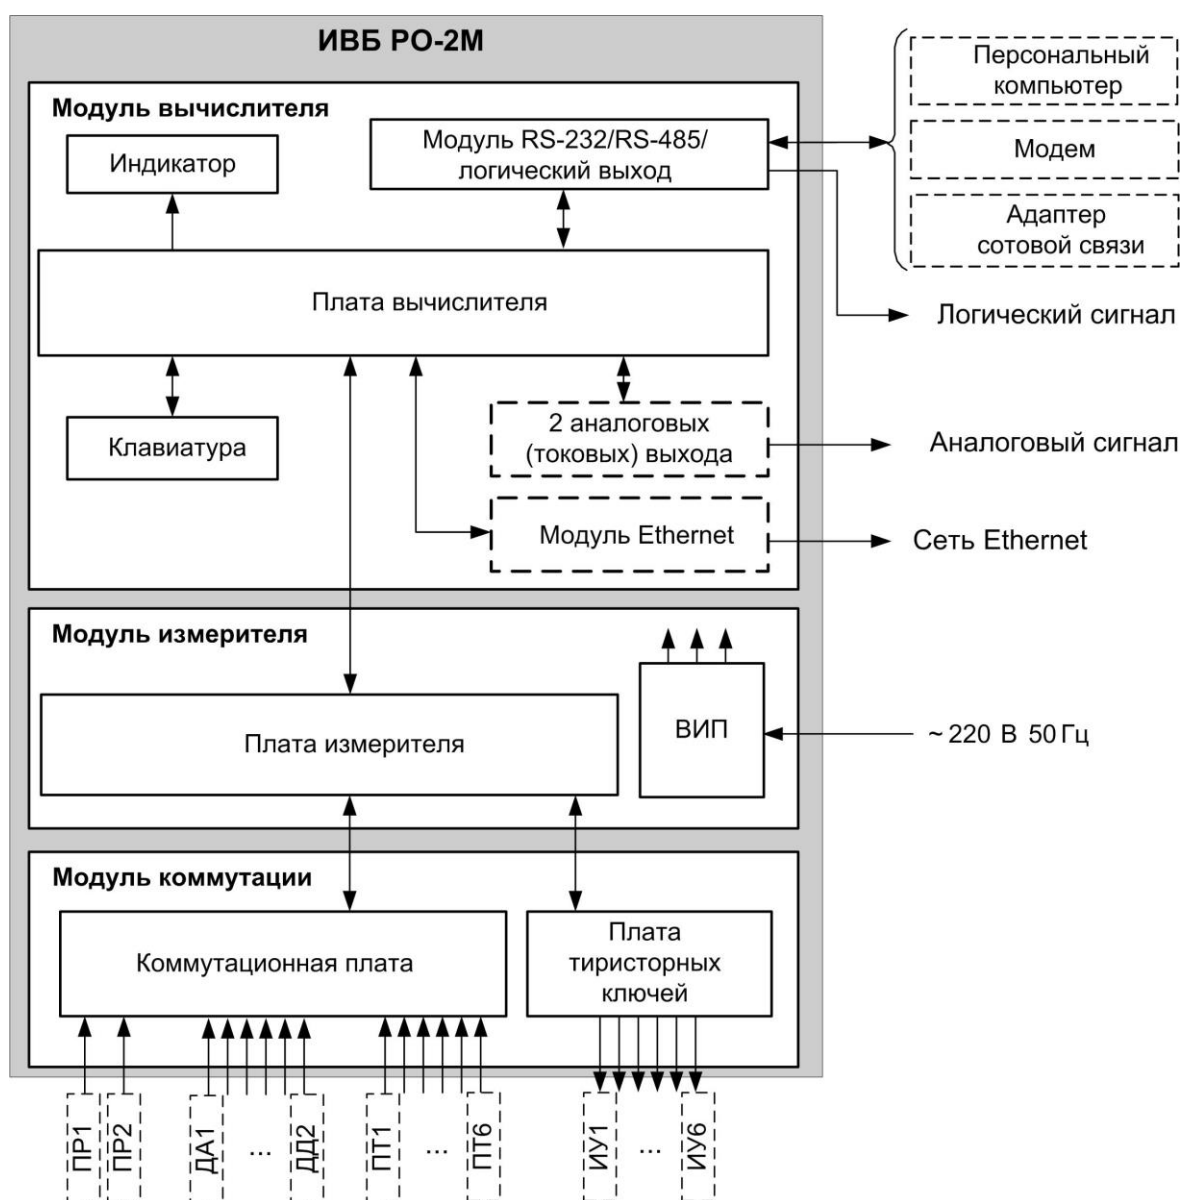 ИВБ РО-2М
Модуль вычислителя
Индикатор
Модуль RS-232/RS-485/
логический выход
Персональный
компьютер
Модем
Адаптер
сотовой связи
Плата вычислителя
Логический сигнал
Клавиатура
2 аналоговых
(токовых) выхода
Аналоговый сигнал
Модуль Ethernet
Сеть Ethernet
Модуль измерителя
Плата измерителя
ВИП
~ 220 В 50 Гц
Модуль коммутации
Коммутационная плата
Плата
тиристорных
ключей
ПР1
ПР2
ДА1
...
ДД2
ПТ1
...
ПТ6
ИУ1
...
ИУ6